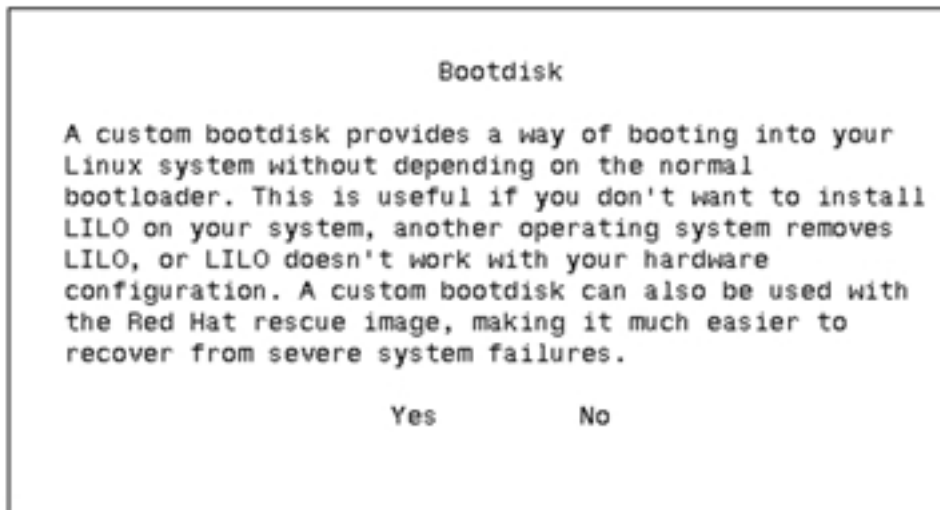 Bootdisk
A custom bootdisk provides a way of booting into your
Linux system without depending on the normal
bootloader. This is useful if you don't want to install
LILO on your system, another operating system removes
LILO, or LILO doesn't work with your hardware
configuration. A custom bootdisk can also be used with
the Red Hat rescue image, making it much easier to
recover from severe system failures.
Yes No